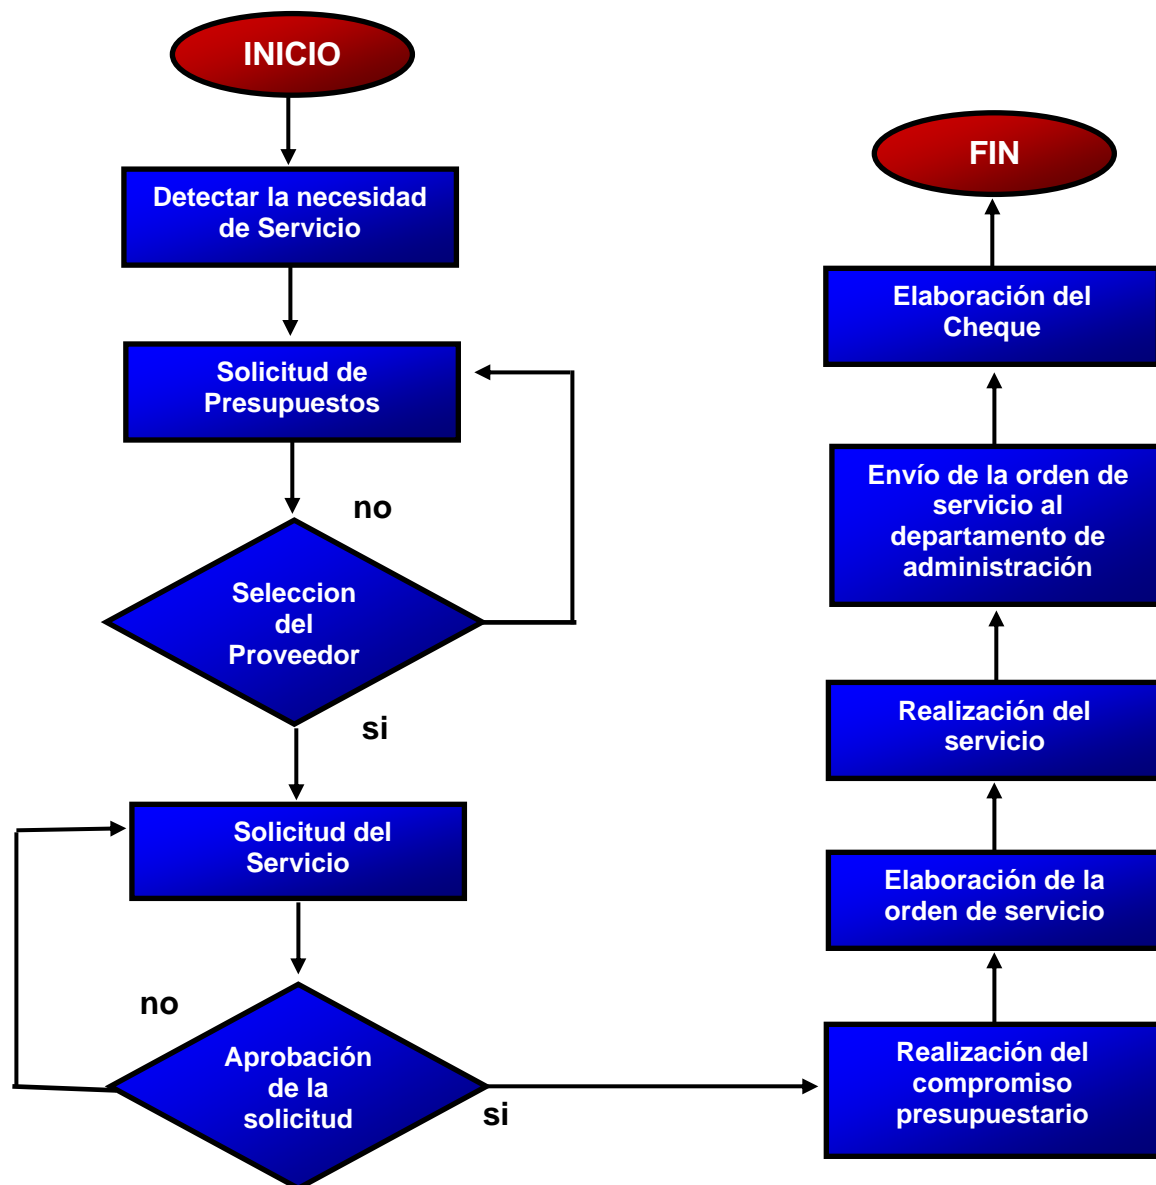 INICIO
Detectar la necesidad
de Servicio
Solicitud de
Presupuestos
no
Seleccion
del
Proveedor
si
Solicitud del
Servicio
no
Aprobación
de la
solicitud
si
Realización del
compromiso
presupuestario
Elaboración de la
orden de servicio
Realización del
servicio
Envío de la orden de
servicio al
departamento de
administración
Elaboración del
Cheque
FIN